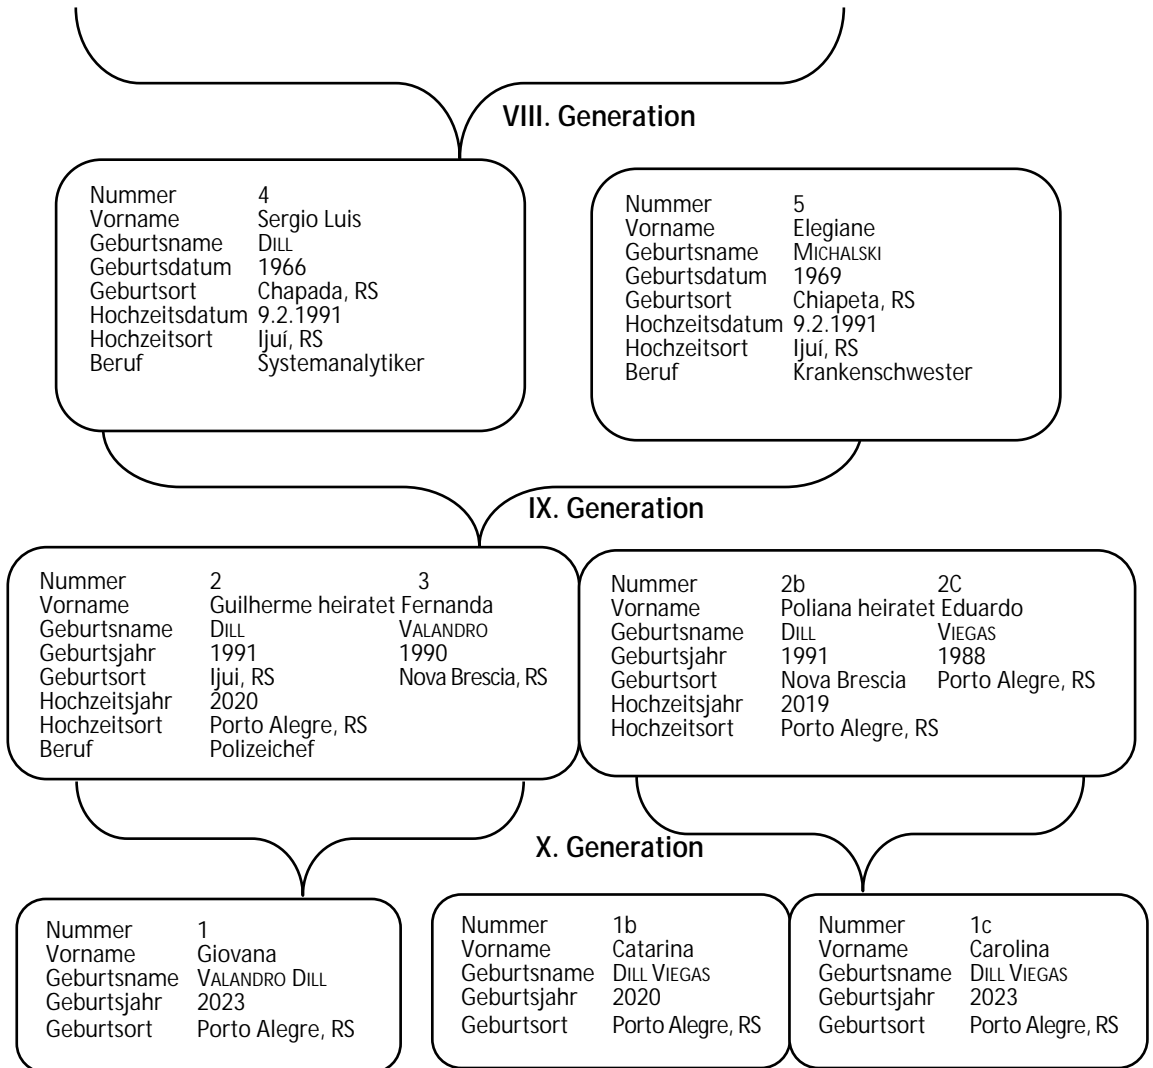 VIII. Generation
Nummer 4
Vorname Sergio Luis
Geburtsname DILL
Geburtsdatum 1966
Geburtsort Chapada, RS
Hochzeitsdatum 9.2.1991
Hochzeitsort Ijuí, RS
Beruf Systemanalytiker
Nummer 5
Vorname Elegiane
Geburtsname MICHALSKI
Geburtsdatum 1969
Geburtsort Chiapeta, RS
Hochzeitsdatum 9.2.1991
Hochzeitsort Ijuí, RS
Beruf Krankenschwester
IX. Generation
Nummer 2 3
Vorname Guilherme heiratet Fernanda
Geburtsname DILL VALANDRO
Geburtsjahr 1991 1990
Geburtsort Ijui, RS Nova Brescia, RS
Hochzeitsjahr 2020
Hochzeitsort Porto Alegre, RS
Beruf Polizeichef
Nummer 2b 2C
Vorname Poliana heiratet Eduardo
Geburtsname DILL VIEGAS
Geburtsjahr 1991 1988
Geburtsort Nova Brescia Porto Alegre, RS
Hochzeitsjahr 2019
Hochzeitsort Porto Alegre, RS
X. Generation
Nummer 1
Vorname Giovana
Geburtsname VALANDRO DILL
Geburtsjahr 2023
Geburtsort Porto Alegre, RS
Nummer 1b
Vorname Catarina
Geburtsname DILL VIEGAS
Geburtsjahr 2020
Geburtsort Porto Alegre, RS
Nummer 1c
Vorname Carolina
Geburtsname DILL VIEGAS
Geburtsjahr 2023
Geburtsort Porto Alegre, RS